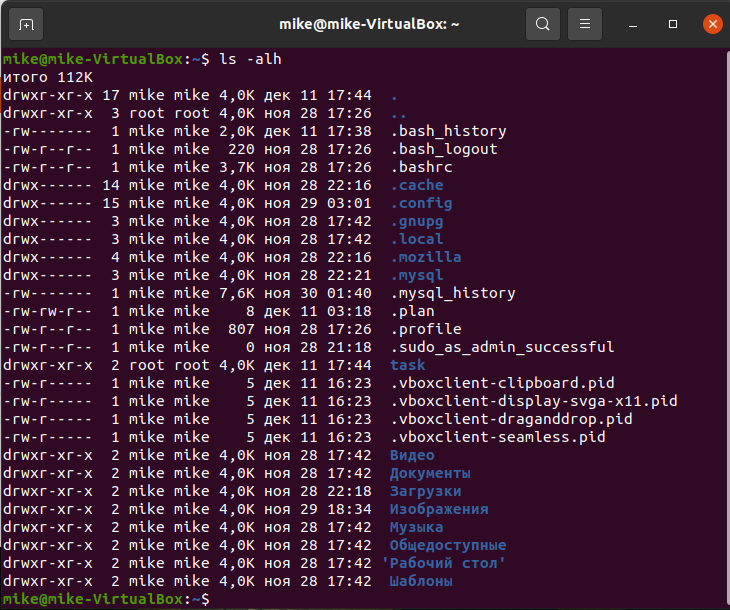 mike@mike-VirtualBox: ~
mike@mike-VirtualBox:~$ ls -alh
итого 112K
drwxr-xr-x 17 mike mike 4,0K дек 11 17:44  .
drwxr-xr-x  3 root root 4,0K ноя 28 17:26  ..
-rw-------  1 mike mike 2,0K дек 11 17:38  .bash_history
-rw-r--r--  1 mike mike  220 ноя 28 17:26  .bash_logout
-rw-r--r--  1 mike mike 3,7K ноя 28 17:26  .bashrc
drwx------ 14 mike mike 4,0K ноя 28 22:16  .cache
drwx------ 15 mike mike 4,0K ноя 29 03:01  .config
drwx------  3 mike mike 4,0K ноя 28 17:42  .gnupg
drwx------  3 mike mike 4,0K ноя 28 17:42  .local
drwx------  4 mike mike 4,0K ноя 28 22:16  .mozilla
drwx------  3 mike mike 4,0K ноя 28 22:21  .mysql
-rw-------  1 mike mike 7,6K ноя 30 01:40  .mysql_history
-rw-rw-r--  1 mike mike    8 дек 11 03:18  .plan
-rw-r--r--  1 mike mike  807 ноя 28 17:26  .profile
-rw-r--r--  1 mike mike    0 ноя 28 21:18  .sudo_as_admin_successful
drwxr-xr-x  2 root root 4,0K дек 11 17:44  task
-rw-r-----  1 mike mike    5 дек 11 16:23  .vboxclient-clipboard.pid
-rw-r-----  1 mike mike    5 дек 11 16:23  .vboxclient-display-svga-x11.pid
-rw-r-----  1 mike mike    5 дек 11 16:23  .vboxclient-draganddrop.pid
-rw-r-----  1 mike mike    5 дек 11 16:23  .vboxclient-seamless.pid
drwxr-xr-x  2 mike mike 4,0K ноя 28 17:42  Видео
drwxr-xr-x  2 mike mike 4,0K ноя 28 17:42  Документы
drwxr-xr-x  2 mike mike 4,0K ноя 28 22:18  Загрузки
drwxr-xr-x  2 mike mike 4,0K ноя 29 18:34  Изображения
drwxr-xr-x  2 mike mike 4,0K ноя 28 17:42  Музыка
drwxr-xr-x  2 mike mike 4,0K ноя 28 17:42  Общедоступные
drwxr-xr-x  2 mike mike 4,0K ноя 28 17:42 'Рабочий стол'
drwxr-xr-x  2 mike mike 4,0K ноя 28 17:42  Шаблоны
mike@mike-VirtualBox:~$